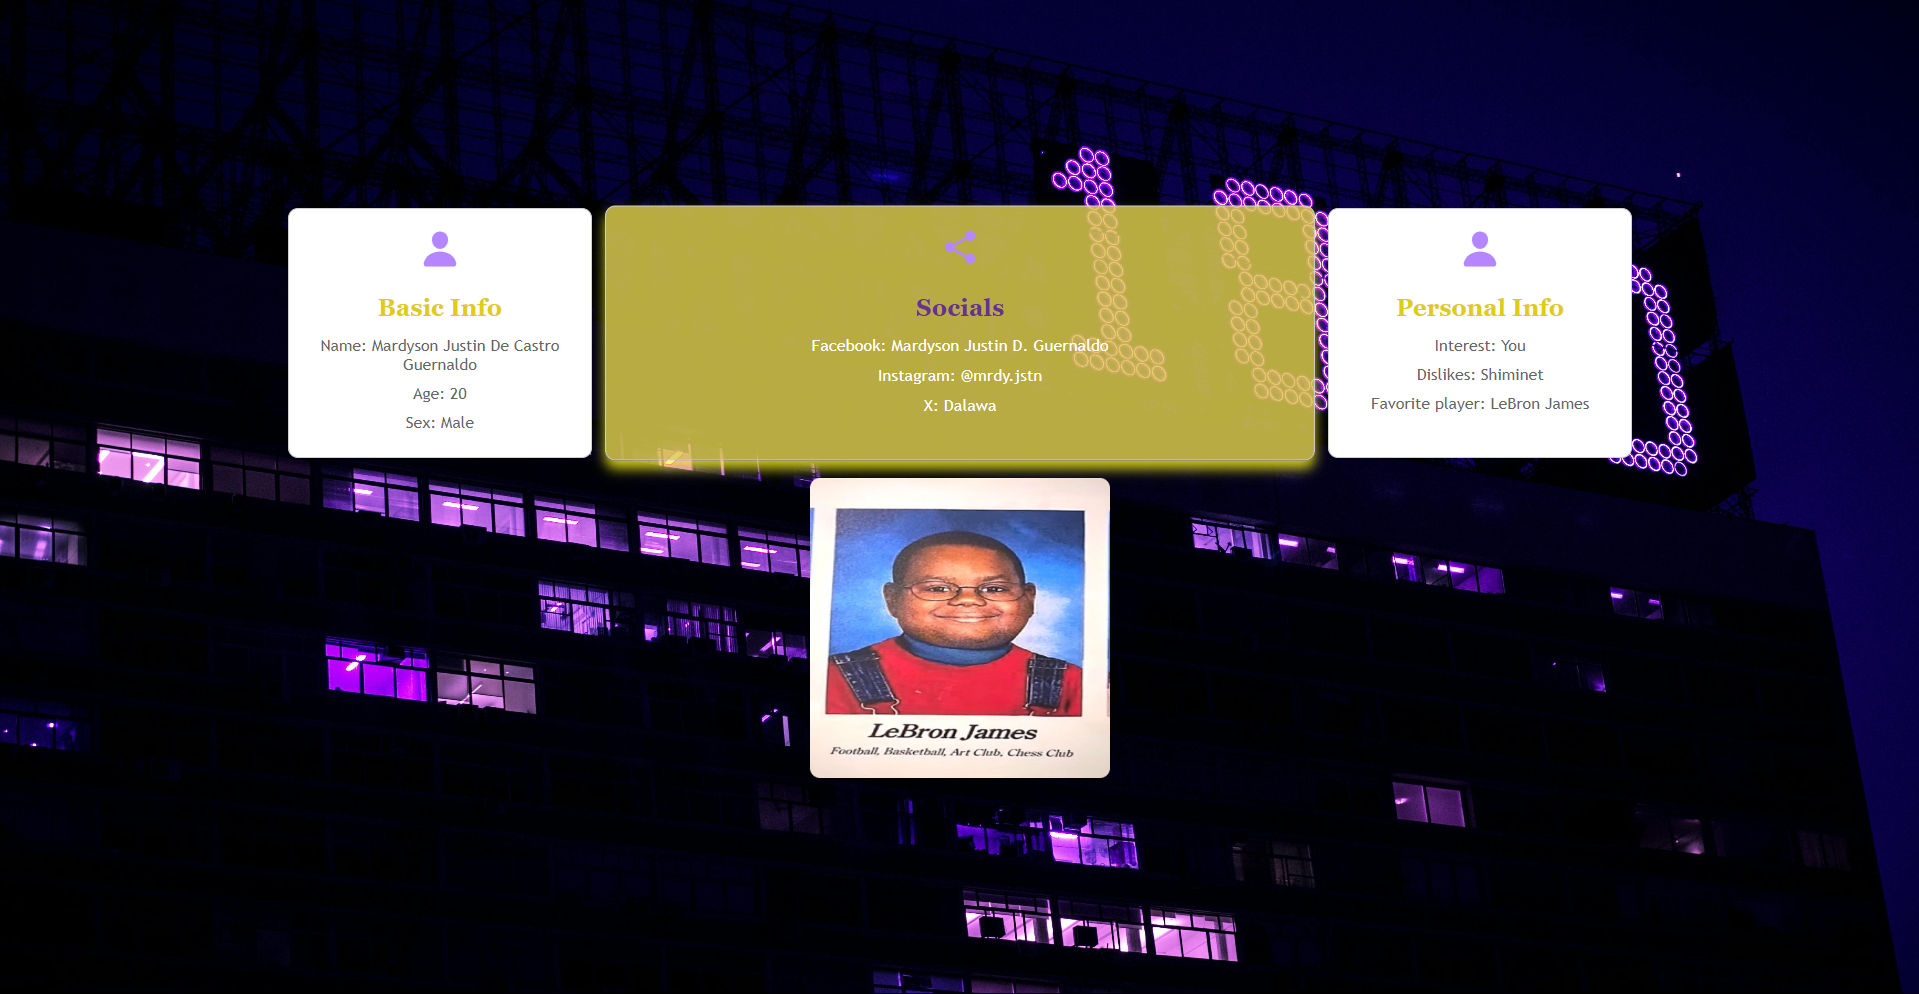 Basic Info
Name: Mardyson Justin De Castro
Guernaldo
Age: 20
Sex: Male
Socials
Facebook: Mardyson Justin D. Guernaldo
Instagram: @mrdy.jstn
X: Dalawa
Personal Info
Interest: You
Dislikes: Shiminet
Favorite player: LeBron James
LeBron James
Football, Basketball, Art Club, Chess Club